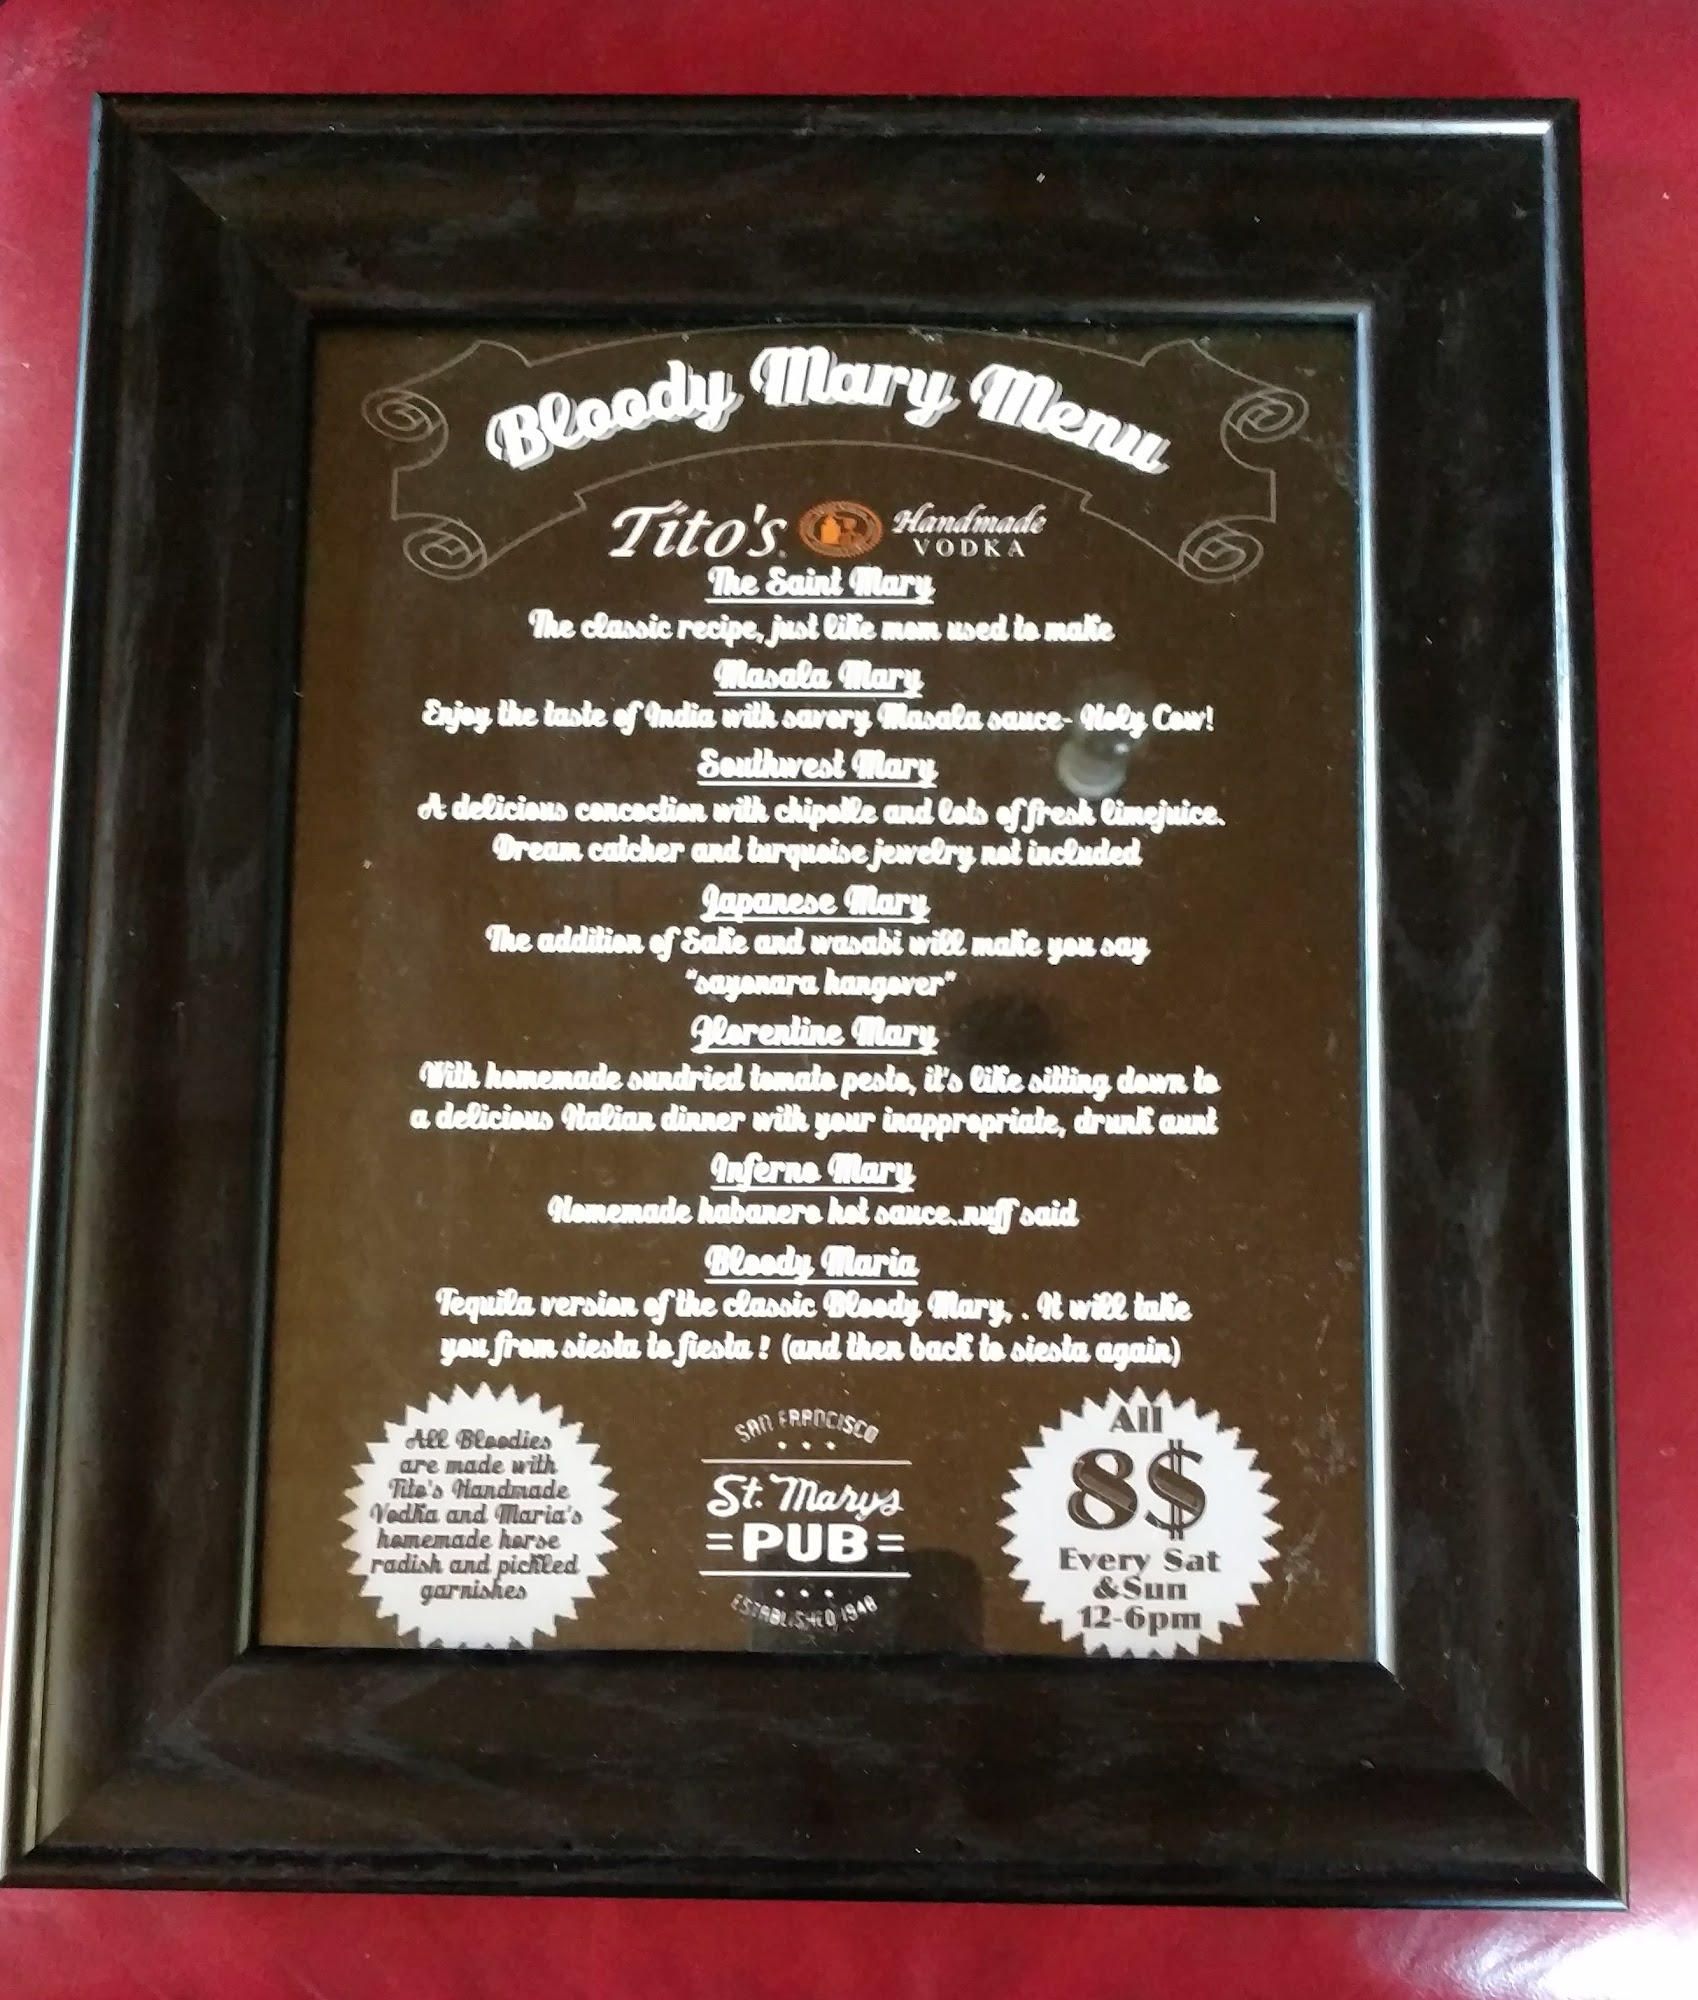 Bloody Mary Menu
Tito's Handmade VODKA
The Saint Mary
The classic recipe, just like mom used to make
Masala Mary
Enjoy the taste of India with savory Masala sauce- Holy Cow!
Southwest Mary
A delicious concoction with chipotle and lots of fresh limejuice.
Dream catcher and turquoise jewelry not included
Japanese Mary
The addition of Sake and wasabi will make you say
"sayonara hangover"
Florentine Mary
With homemade sundried tomato pesto, it's like sitting down to
a delicious Italian dinner with your inappropriate, drunk aunt
Inferno Mary
Homemade habanero hot sauce..nuff said
Bloody Maria
Tequila version of the classic Bloody Mary, . It will take
you from siesta to fiesta ! (and then back to siesta again)
All Bloodies
are made with
Tito's Handmade
Vodka and Maria's
homemade horse
radish and pickled
garnishes
SAN FRANCISCO
St. Marys
PUB
ESTABLISHED 1948
All
8$
Every Sat
&Sun
12-6pm